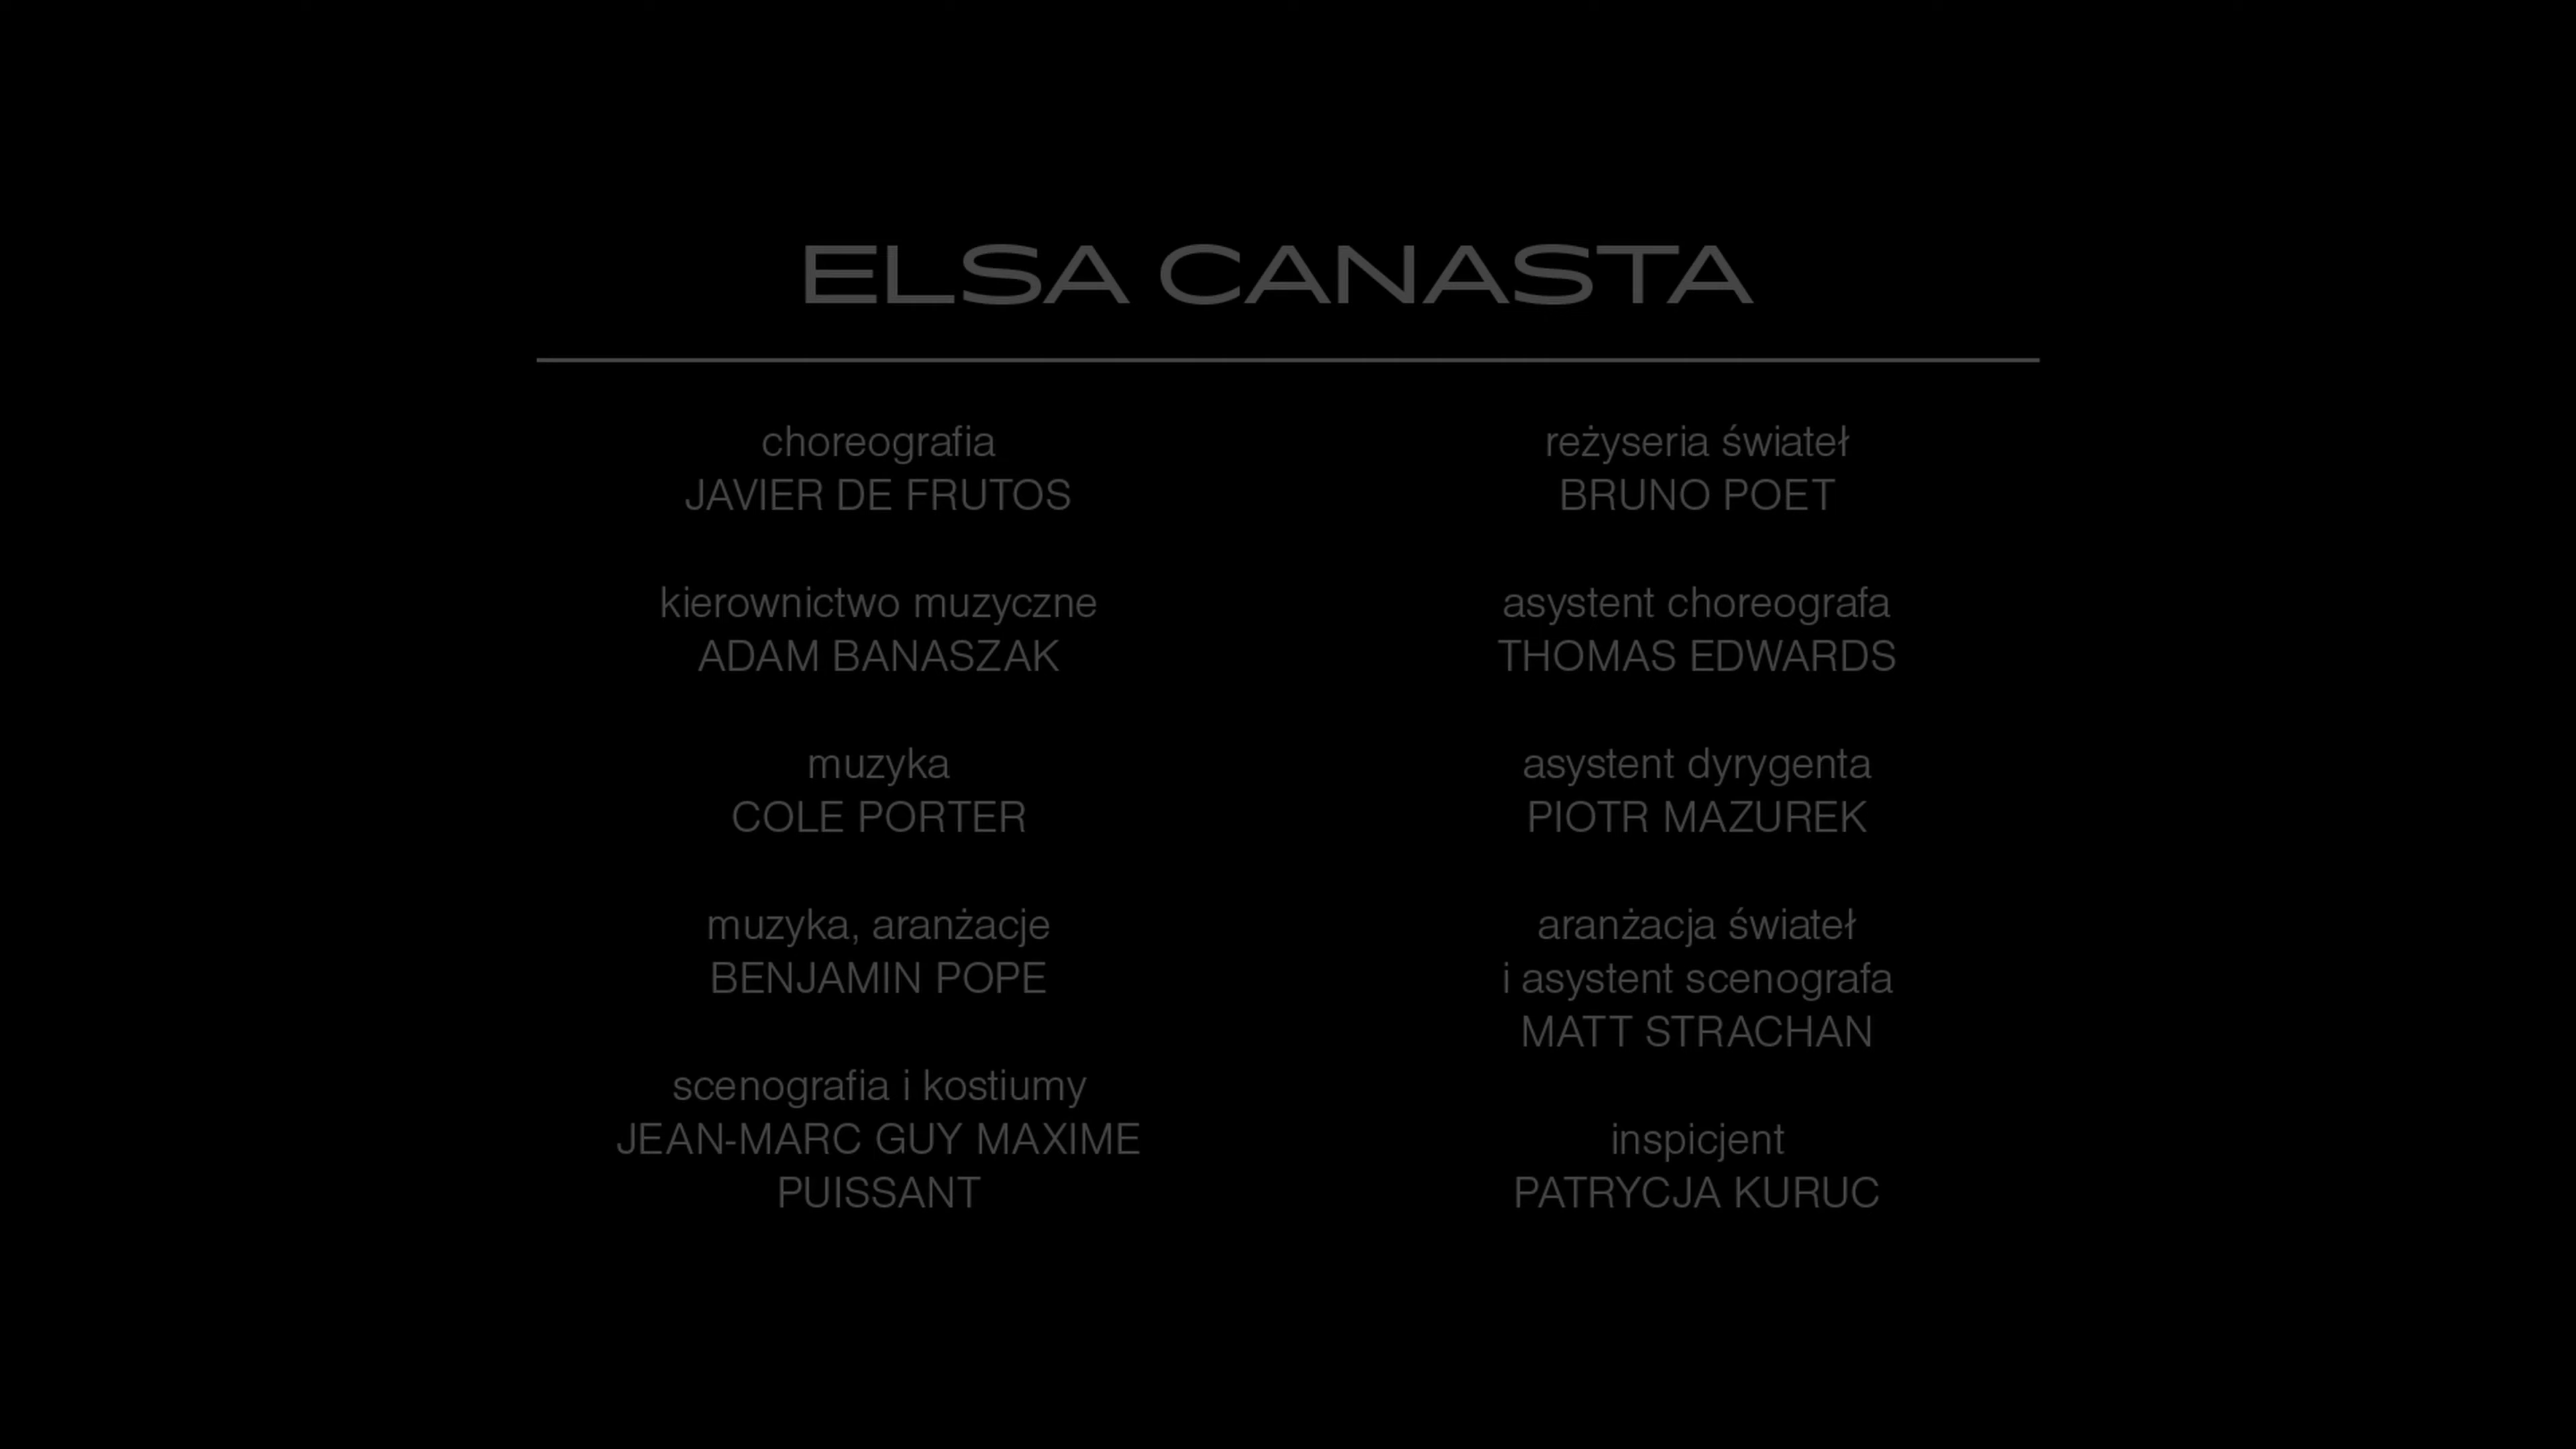 ELSA CANASTA
choreografia
JAVIER DE FRUTOS
kierownictwo muzyczne
ADAM BANASZAK
muzyka
COLE PORTER
muzyka, aranżacje
BENJAMIN POPE
scenografia i kostiumy
JEAN-MARC GUY MAXIME
PUISSANT
reżyseria świateł
BRUNO POET
asystent choreografa
THOMAS EDWARDS
asystent dyrygenta
PIOTR MAZUREK
aranżacja świateł
i asystent scenografa
MATT STRACHAN
inspicjent
PATRYCJA KURUC